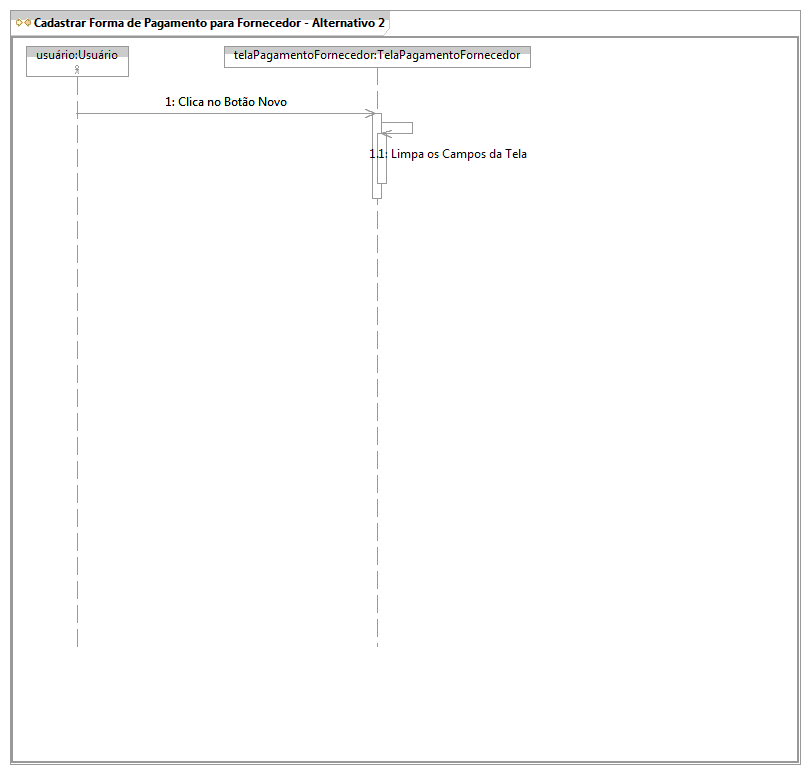 Cadastrar Forma de Pagamento para Fornecedor - Alternativo 2
usuário:Usuário
telaPagamentoFornecedor:TelaPagamentoFornecedor
1: Clica no Botão Novo
1.1: Limpa os Campos da Tela